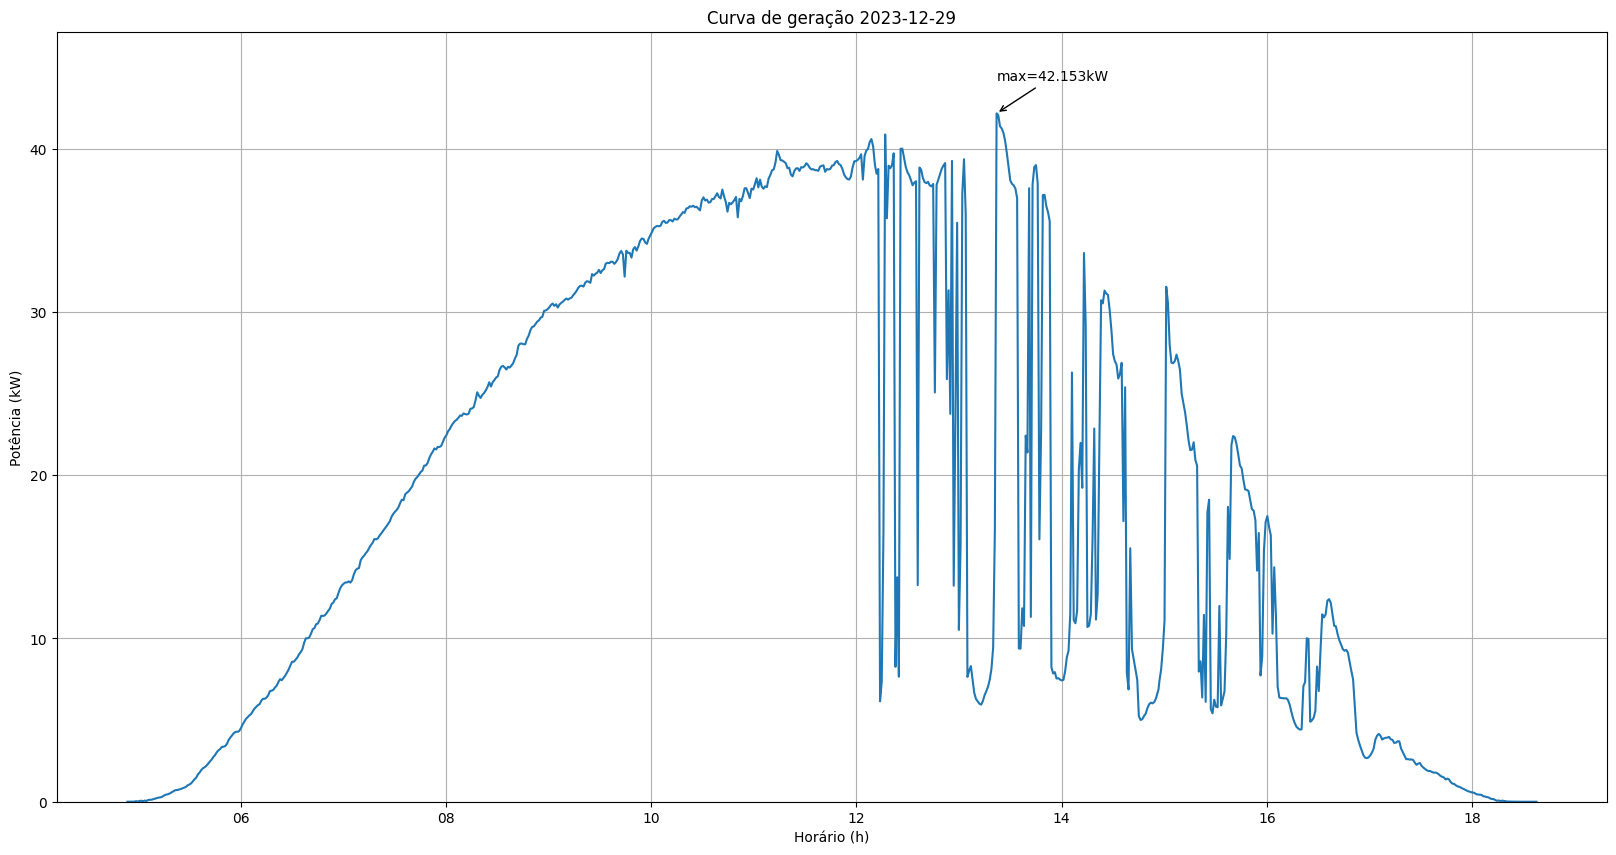 Curva de geração 2023-12-29
max=42.153kW
40
30
20
10
0
Potência (kW)
06 08 10 12 14 16 18
Horário (h)